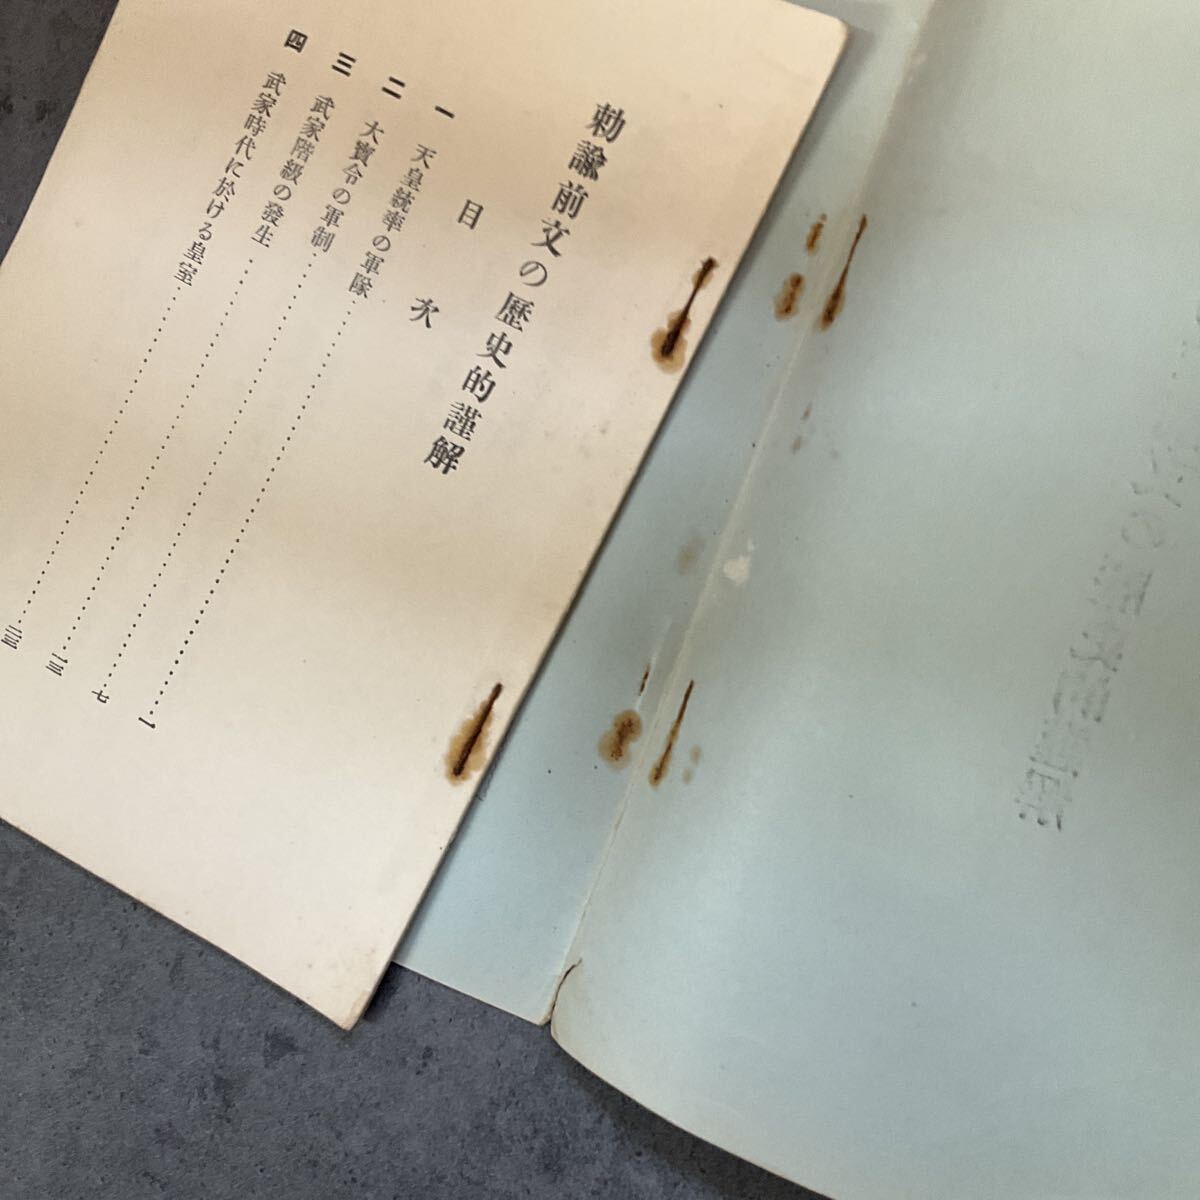 勅諭前文の歷史的謹解
目次
一 天皇統率の軍隊……………一
二 大寶令の軍制……………七
三 武家階級の發生……………一三
四 武家時代に於ける皇室……………二三